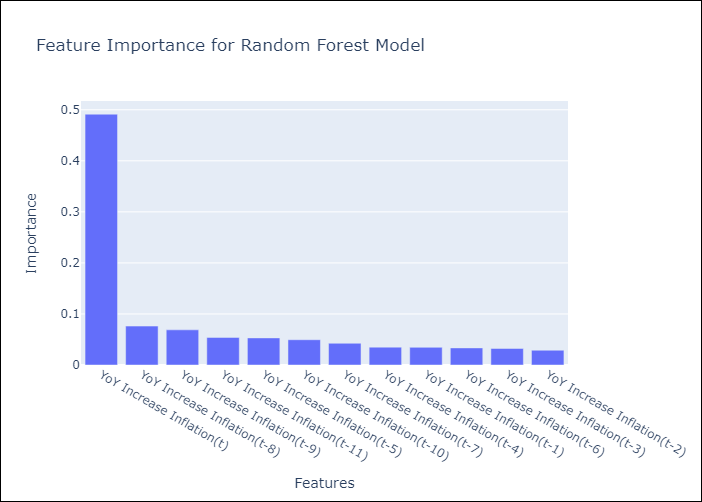 Feature Importance for Random Forest Model
0.5
0.4
0.3
0.2
0.1
0
Importance
YoY Increase Inflation(t)
YoY Increase Inflation(t-8)
YoY Increase Inflation(t-9)
YoY Increase Inflation(t-11)
YoY Increase Inflation(t-5)
YoY Increase Inflation(t-10)
YoY Increase Inflation(t-7)
YoY Increase Inflation(t-4)
YoY Increase Inflation(t-1)
YoY Increase Inflation(t-6)
YoY Increase Inflation(t-3)
YoY Increase Inflation(t-2)
Features